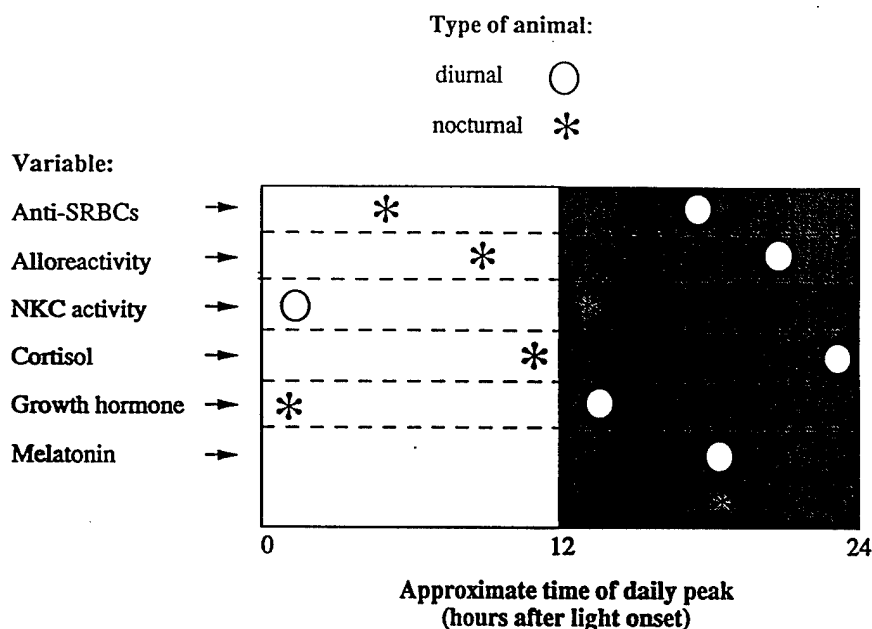 Type of animal:
diurnal
nocturnal
Variable:
Anti-SRBCs
Alloreactivity
NKC activity
Cortisol
Growth hormone
Melatonin
0 12 24
Approximate time of daily peak
(hours after light onset)